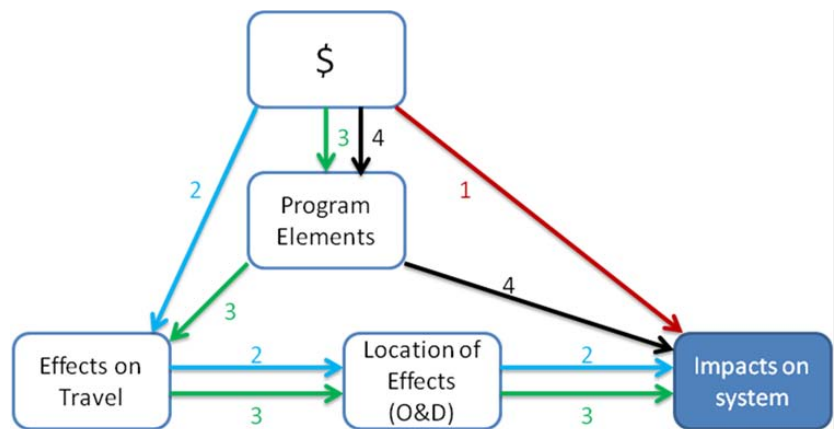 $
3
4
2
Program
Elements
1
3
4
Effects on
Travel
2
3
Location of
Effects
(O&D)
2
3
Impacts on
system